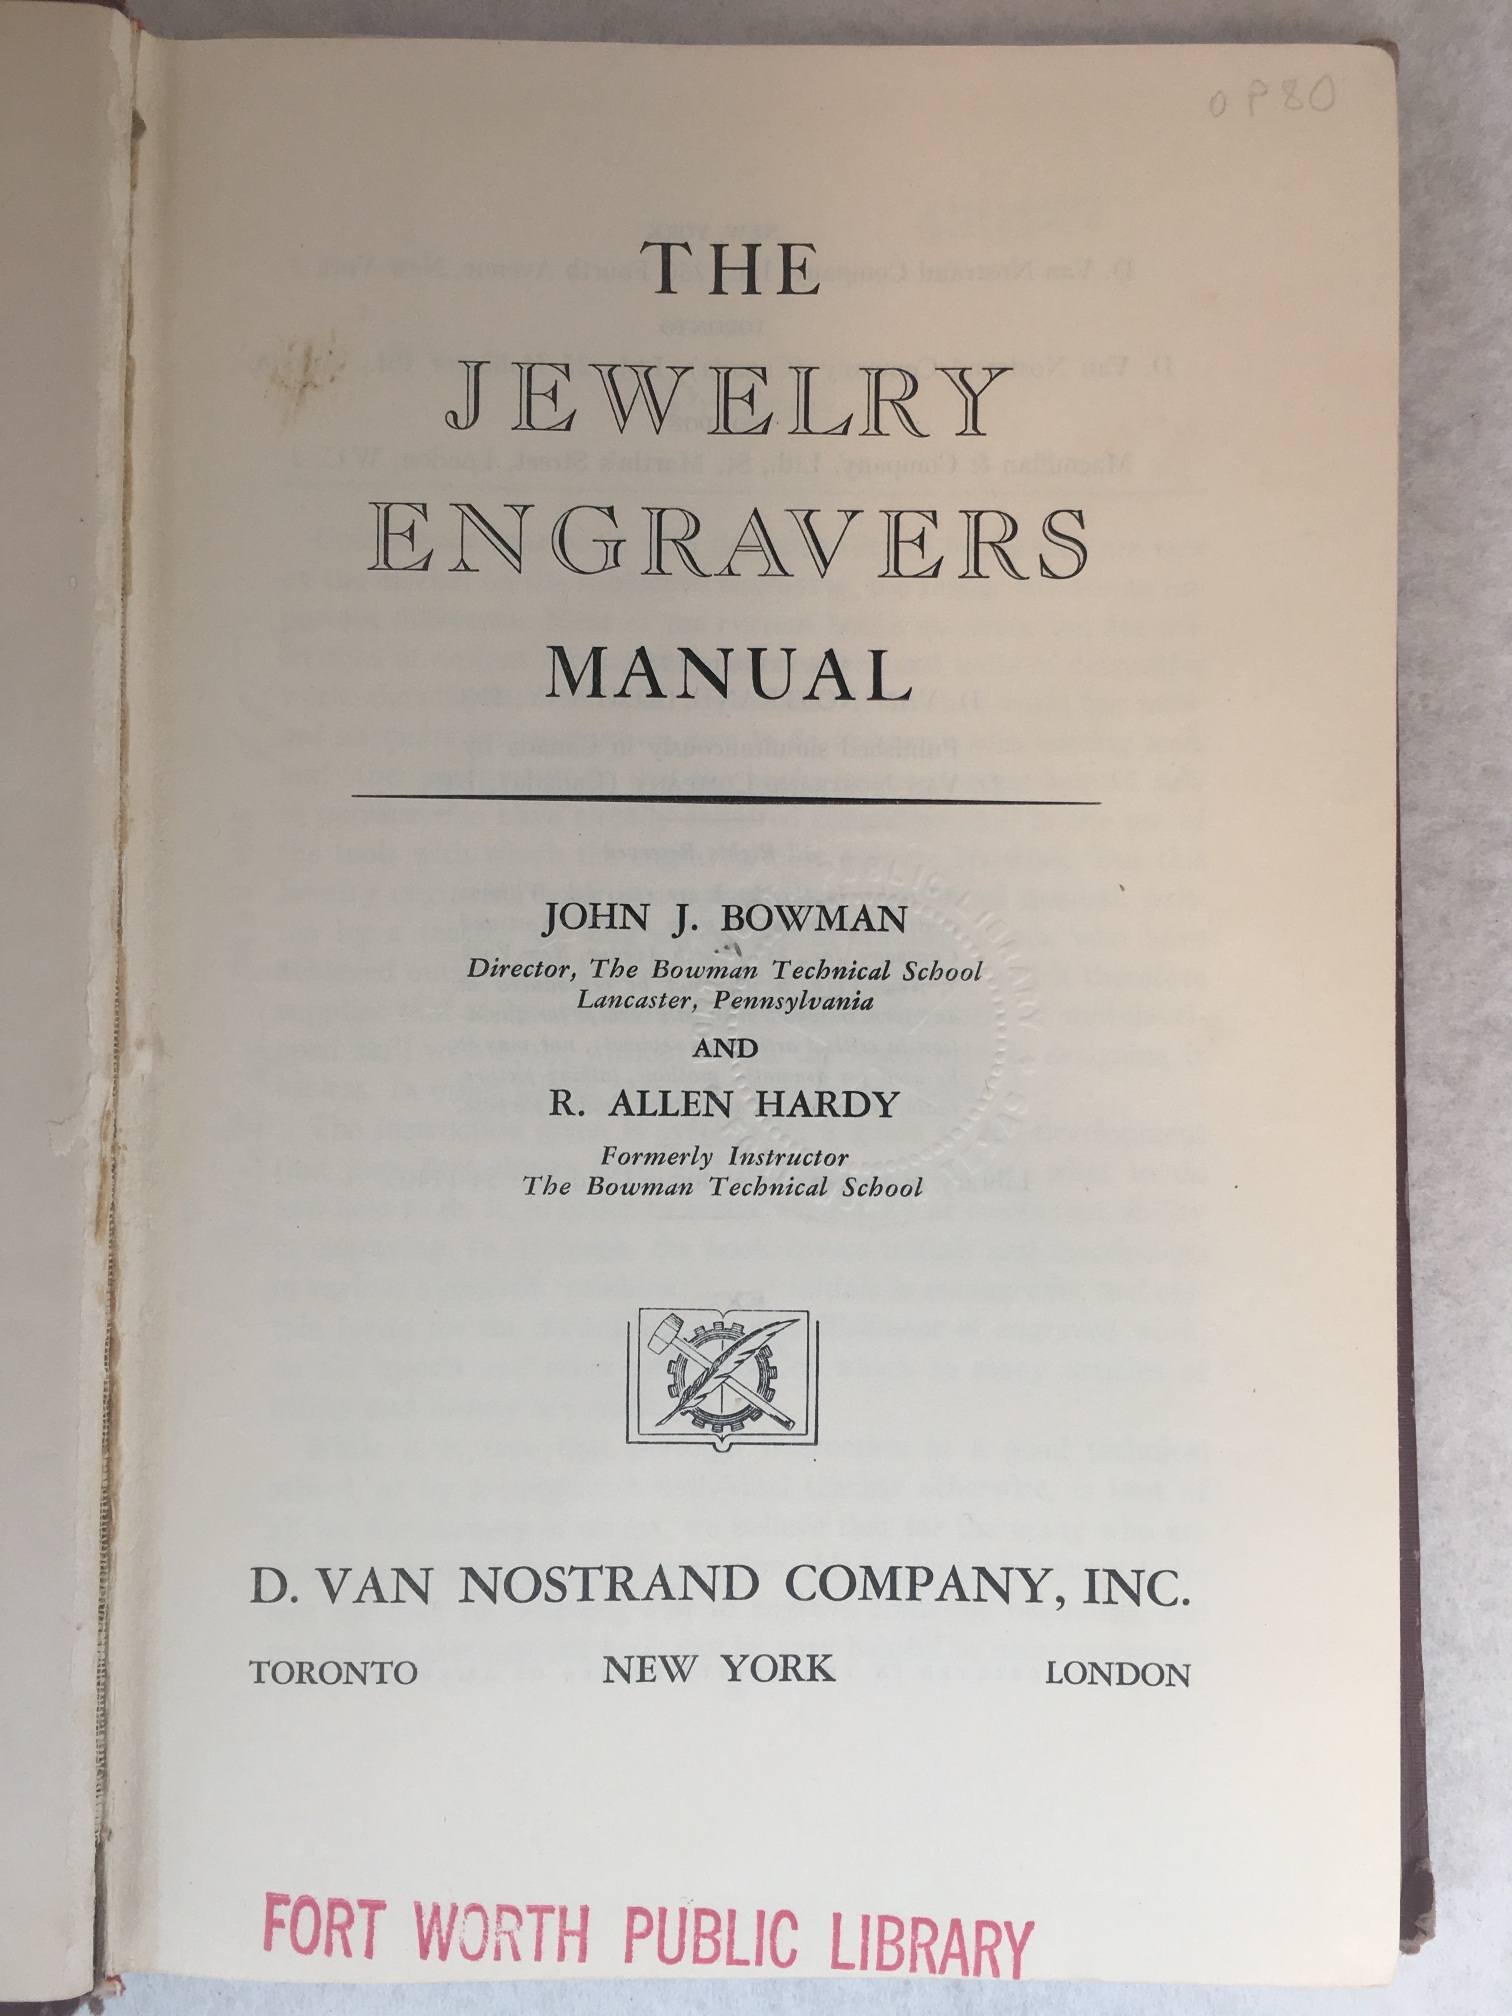 THE
JEWELRY
ENGRAVERS
MANUAL
JOHN J. BOWMAN
Director, The Bowman Technical School
Lancaster, Pennsylvania
AND
R. ALLEN HARDY
Formerly Instructor
The Bowman Technical School
D. VAN NOSTRAND COMPANY, INC.
TORONTO NEW YORK LONDON
FORT WORTH PUBLIC LIBRARY